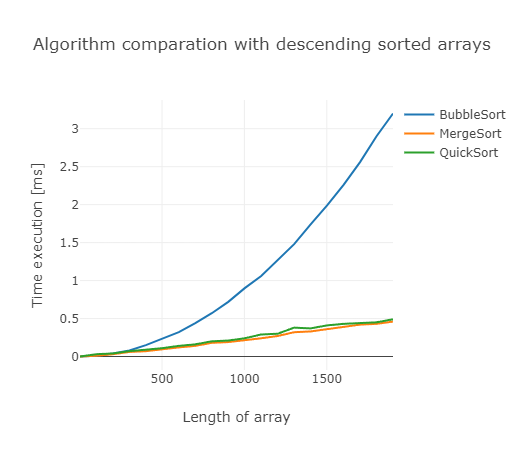 Algorithm comparation with descending sorted arrays
BubbleSort
MergeSort
QuickSort
3
2.5
2
1.5
1
0.5
0
500
1000
1500
Time execution [ms]
Length of array